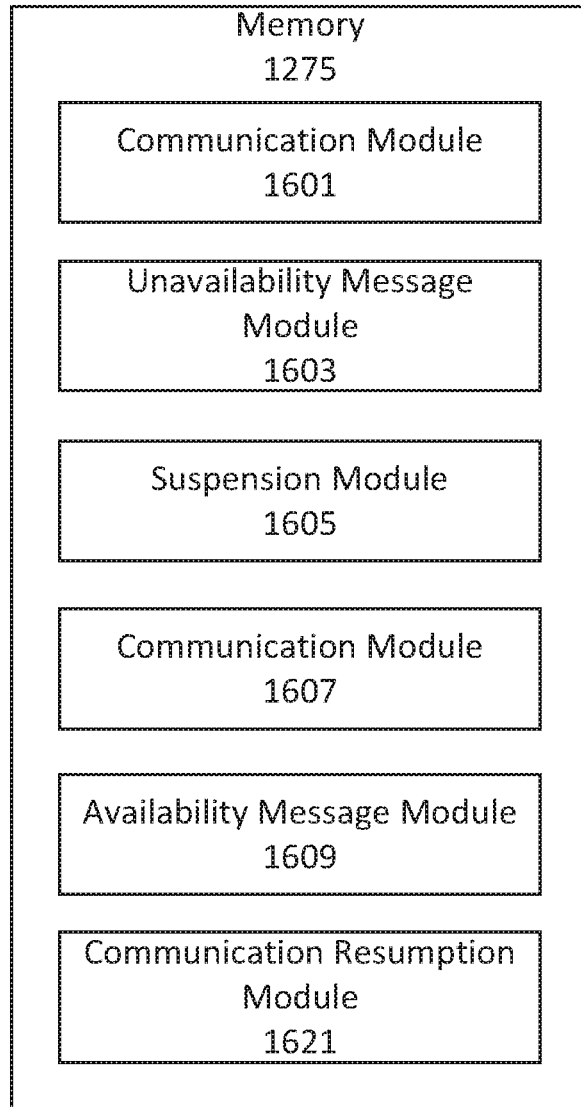 Memory
1275
Communication Module
1601
Unavailability Message
Module
1603
Suspension Module
1605
Communication Module
1607
Availability Message Module
1609
Communication Resumption
Module
1621